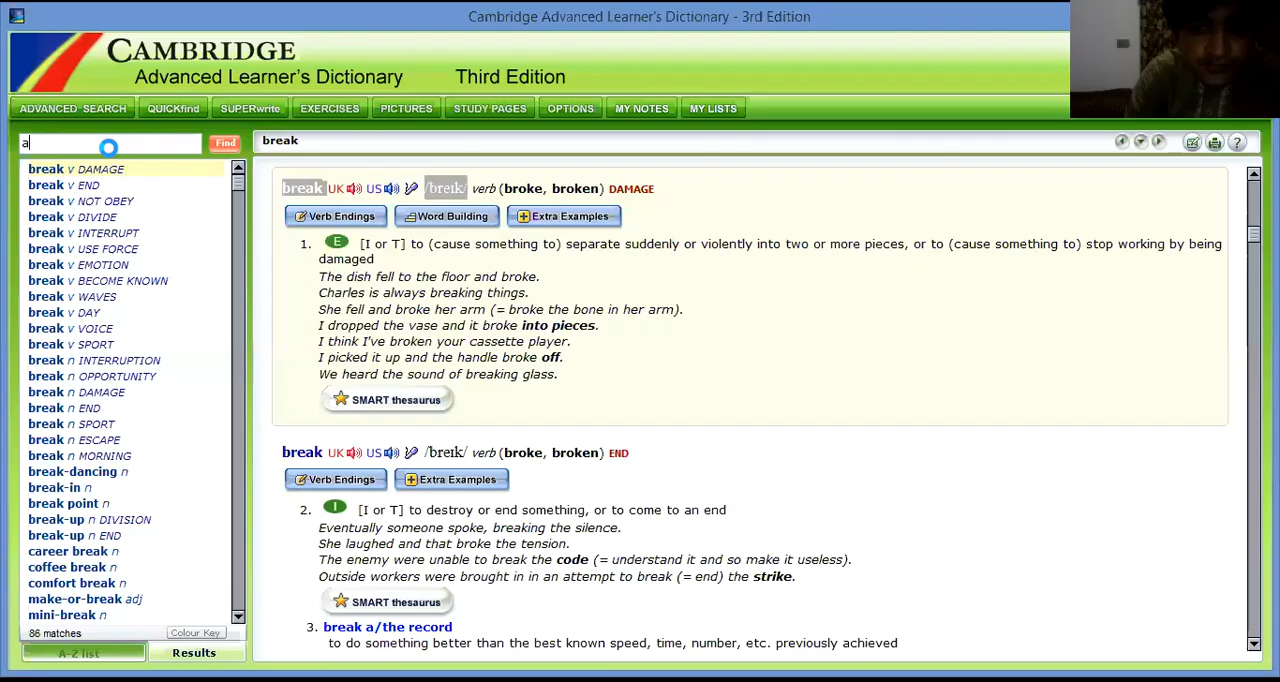 Cambridge Advanced Learner's Dictionary - 3rd Edition
CAMBRIDGE
Advanced Learner's Dictionary Third Edition
ADVANCED SEARCH QUICKfind SUPERwrite EXERCISES PICTURES STUDY PAGES OPTIONS MY NOTES MY LISTS
a Find
break
break v DAMAGE
break v END
break v NOT OBEY
break v DIVIDE
break v INTERRUPT
break v USE FORCE
break v EMOTION
break v BECOME KNOWN
break v WAVES
break v DAY
break v VOICE
break v SPORT
break n INTERRUPTION
break n OPPORTUNITY
break n DAMAGE
break n END
break n SPORT
break n ESCAPE
break n MORNING
break-dancing n
break-in n
break point n
break-up n DIVISION
break-up n END
career break n
coffee break n
comfort break n
make-or-break adj
mini-break n
86 matches Colour Key
A-Z list Results
break UK US /breɪk/ verb (broke, broken) DAMAGE
Verb Endings Word Building Extra Examples
1. E [I or T] to (cause something to) separate suddenly or violently into two or more pieces, or to (cause something to) stop working by being
damaged
The dish fell to the floor and broke.
Charles is always breaking things.
She fell and broke her arm (= broke the bone in her arm).
I dropped the vase and it broke into pieces.
I think I've broken your cassette player.
I picked it up and the handle broke off.
We heard the sound of breaking glass.
SMART thesaurus
break UK US /breɪk/ verb (broke, broken) END
Verb Endings Extra Examples
2. I [I or T] to destroy or end something, or to come to an end
Eventually someone spoke, breaking the silence.
She laughed and that broke the tension.
The enemy were unable to break the code (= understand it and so make it useless).
Outside workers were brought in in an attempt to break (= end) the strike.
SMART thesaurus
3. break a/the record
to do something better than the best known speed, time, number, etc. previously achieved